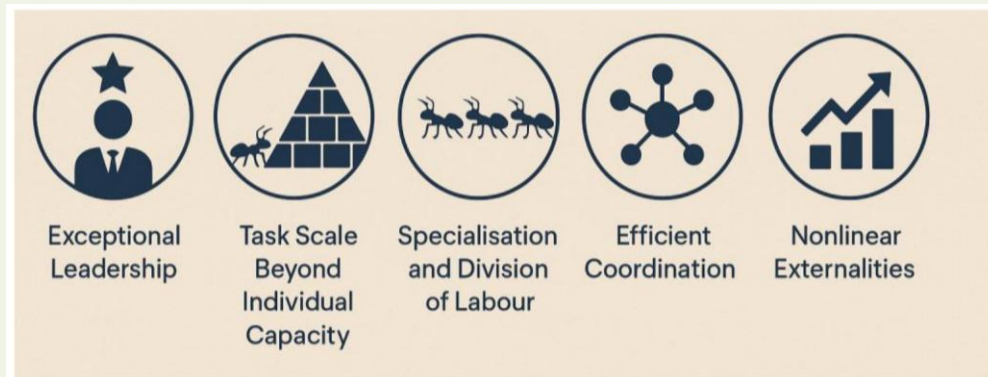 Exceptional
Leadership
Task Scale
Beyond
Individual
Capacity
Specialisation
and Division
of Labour
Efficient
Coordination
Nonlinear
Externalities